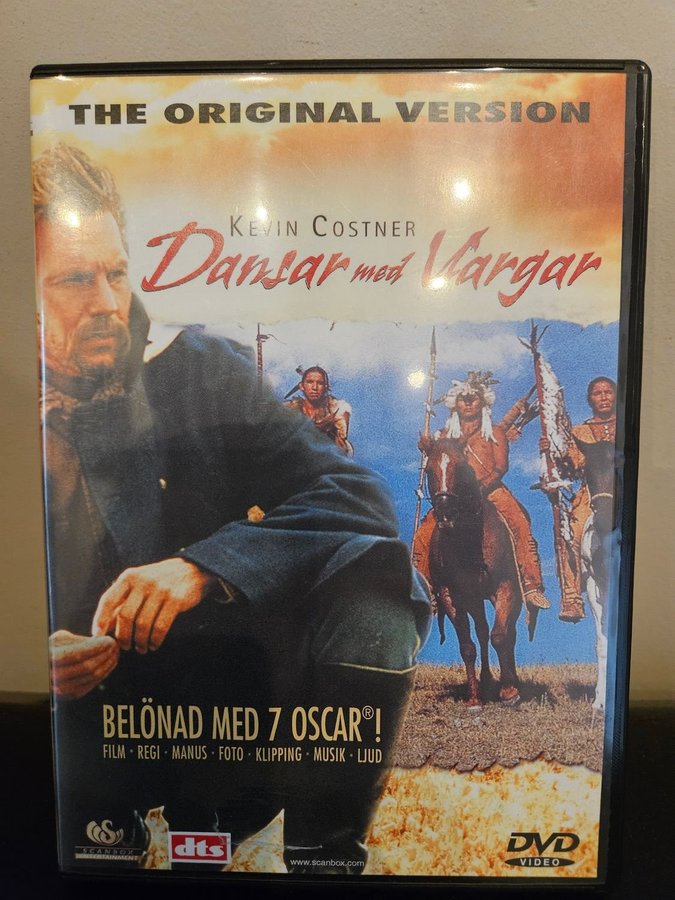 THE ORIGINAL VERSION
KEVIN COSTNER
Dansar med Vargar
BELÖNAD MED 7 OSCAR®!
FILM · REGI · MANUS · FOTO · KLIPPING · MUSIK · LJUD
SCANBOX
ENTERTAINMENT
dts
www.scanbox.com
DVD
VIDEO